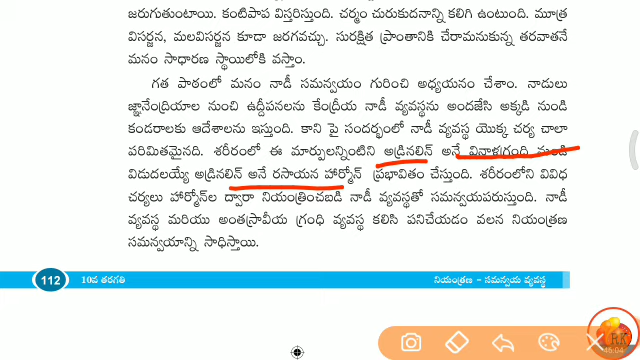 జరుగుతుంటాయి. కంటిపాప విస్తరిస్తుంది. చర్మం చురుకుదనాన్ని కలిగి ఉంటుంది. మూత్ర
విసర్జన, మలవిసర్జన కూడా జరగవచ్చు. సురక్షిత ప్రాంతానికి చేరామనుకున్న తరవాతనే
మనం సాధారణ స్థాయిలోకి వస్తాం.
గత పాఠంలో మనం నాడీ సమన్వయం గురించి అధ్యయనం చేశాం. నాడులు
జ్ఞానేంద్రియాల నుంచి ఉద్దీపనలను కేంద్రీయ నాడీ వ్యవస్థను అందజేసి అక్కడి నుండి
కండరాలకు ఆదేశాలను ఇస్తుంది. కాని పై సందర్భంలో నాడీ వ్యవస్థ యొక్క చర్య చాలా
పరిమితమైనది. శరీరంలో ఈ మార్పులన్నింటిని అడ్రినలిన్ అనే వినాళగ్రంధి నుండి
విడుదలయ్యే అడ్రినలిన్ అనే రసాయన హార్మోన్ ప్రభావితం చేస్తుంది. శరీరంలోని వివిధ
చర్యలు హార్మోన్‌ల ద్వారా నియంత్రించబడి నాడీ వ్యవస్థతో సమన్వయపరుస్తుంది. నాడీ
వ్యవస్థ మరియు అంతస్రావీయ గ్రంధి వ్యవస్థ కలిసి పనిచేయడం వలన నియంత్రణ
సమన్వయాన్ని సాధిస్తాయి.
112 10వ తరగతి నియంత్రణ - సమన్వయ వ్యవస్థ